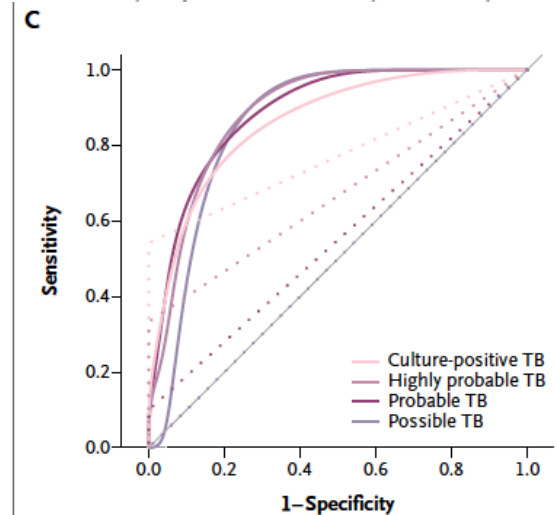 C
1.0
0.8
0.6
0.4
0.2
0.0
Sensitivity
Culture-positive TB
Highly probable TB
Probable TB
Possible TB
0.0 0.2 0.4 0.6 0.8 1.0
1–Specificity